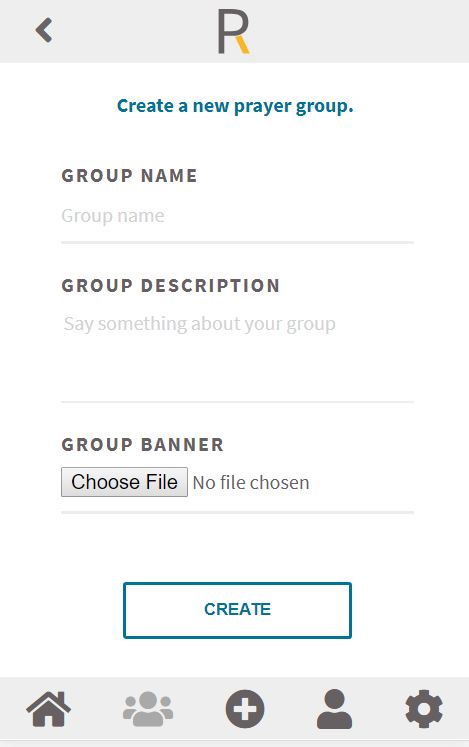 R
Create a new prayer group.
GROUP NAME
Group name
GROUP DESCRIPTION
Say something about your group
GROUP BANNER
Choose File No file chosen
CREATE